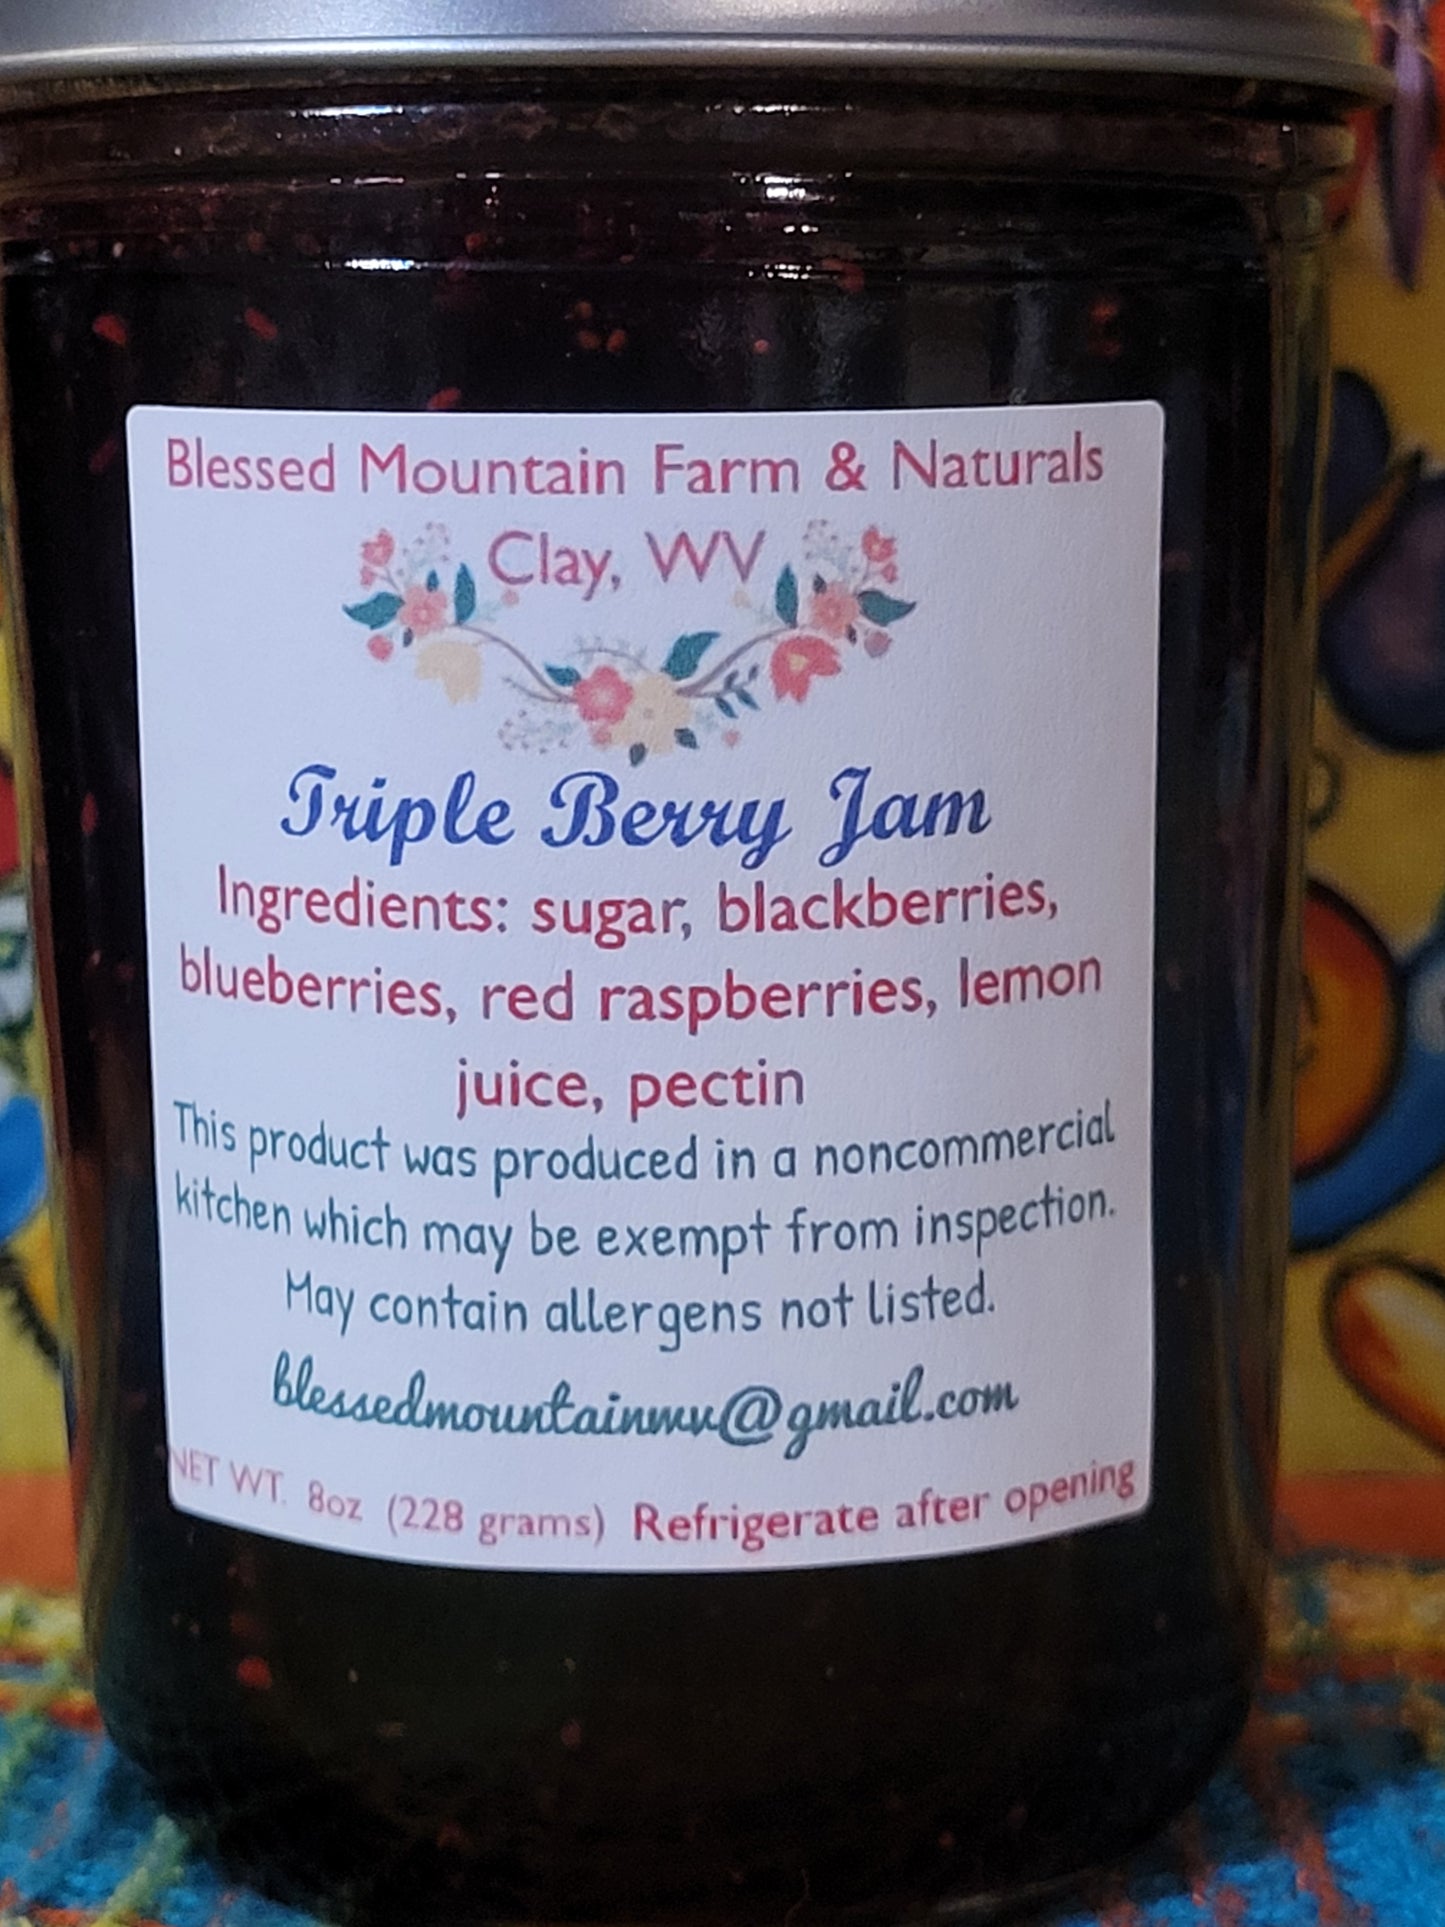 Blessed Mountain Farm & Naturals
Clay, WV
Triple Berry Jam
Ingredients: sugar, blackberries,
blueberries, red raspberries, lemon
juice, pectin
This product was produced in a noncommercial
kitchen which may be exempt from inspection.
May contain allergens not listed.
blessedmountainwv@gmail.com
NET WT. 8oz (228 grams) Refrigerate after opening